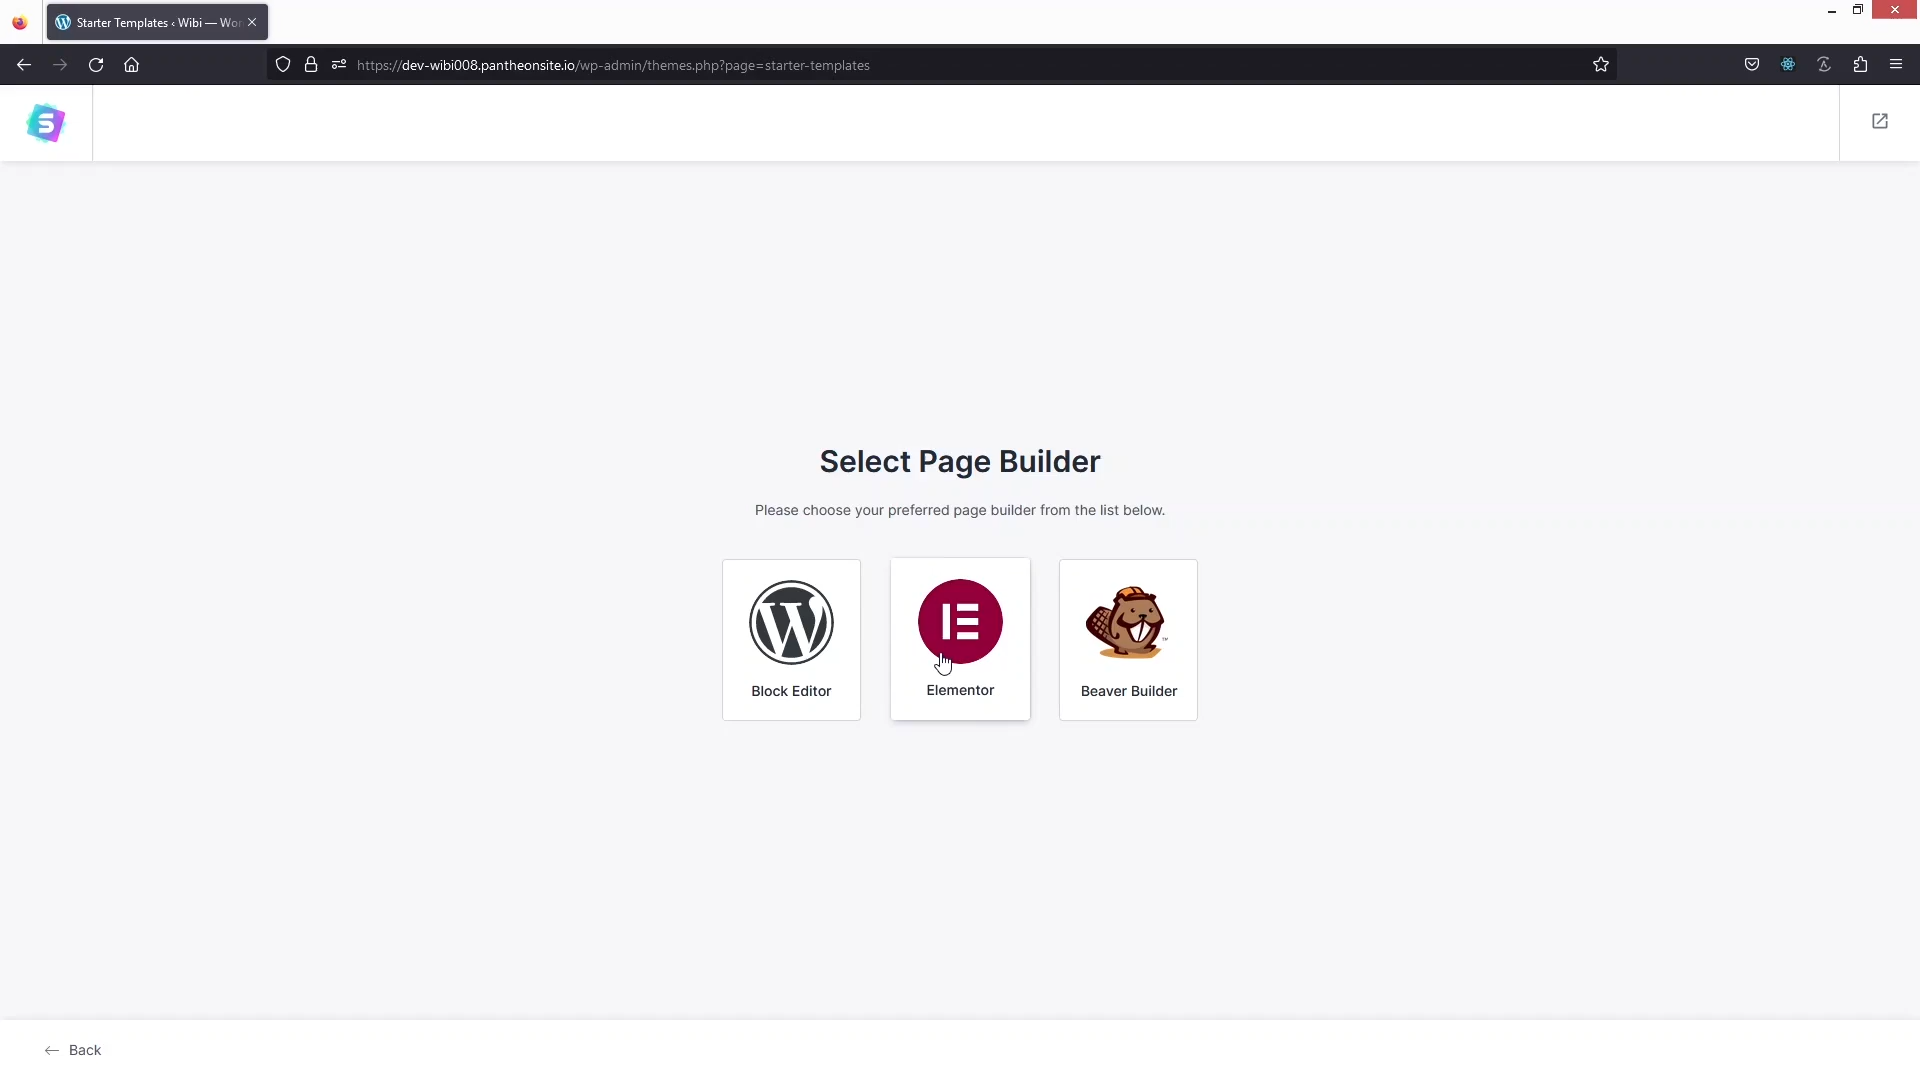 Starter Templates ‹ Wibi — Wor
https://dev-wibi008.pantheonsite.io/wp-admin/themes.php?page=starter-templates
Select Page Builder
Please choose your preferred page builder from the list below.
Block Editor
Elementor
Beaver Builder
Back